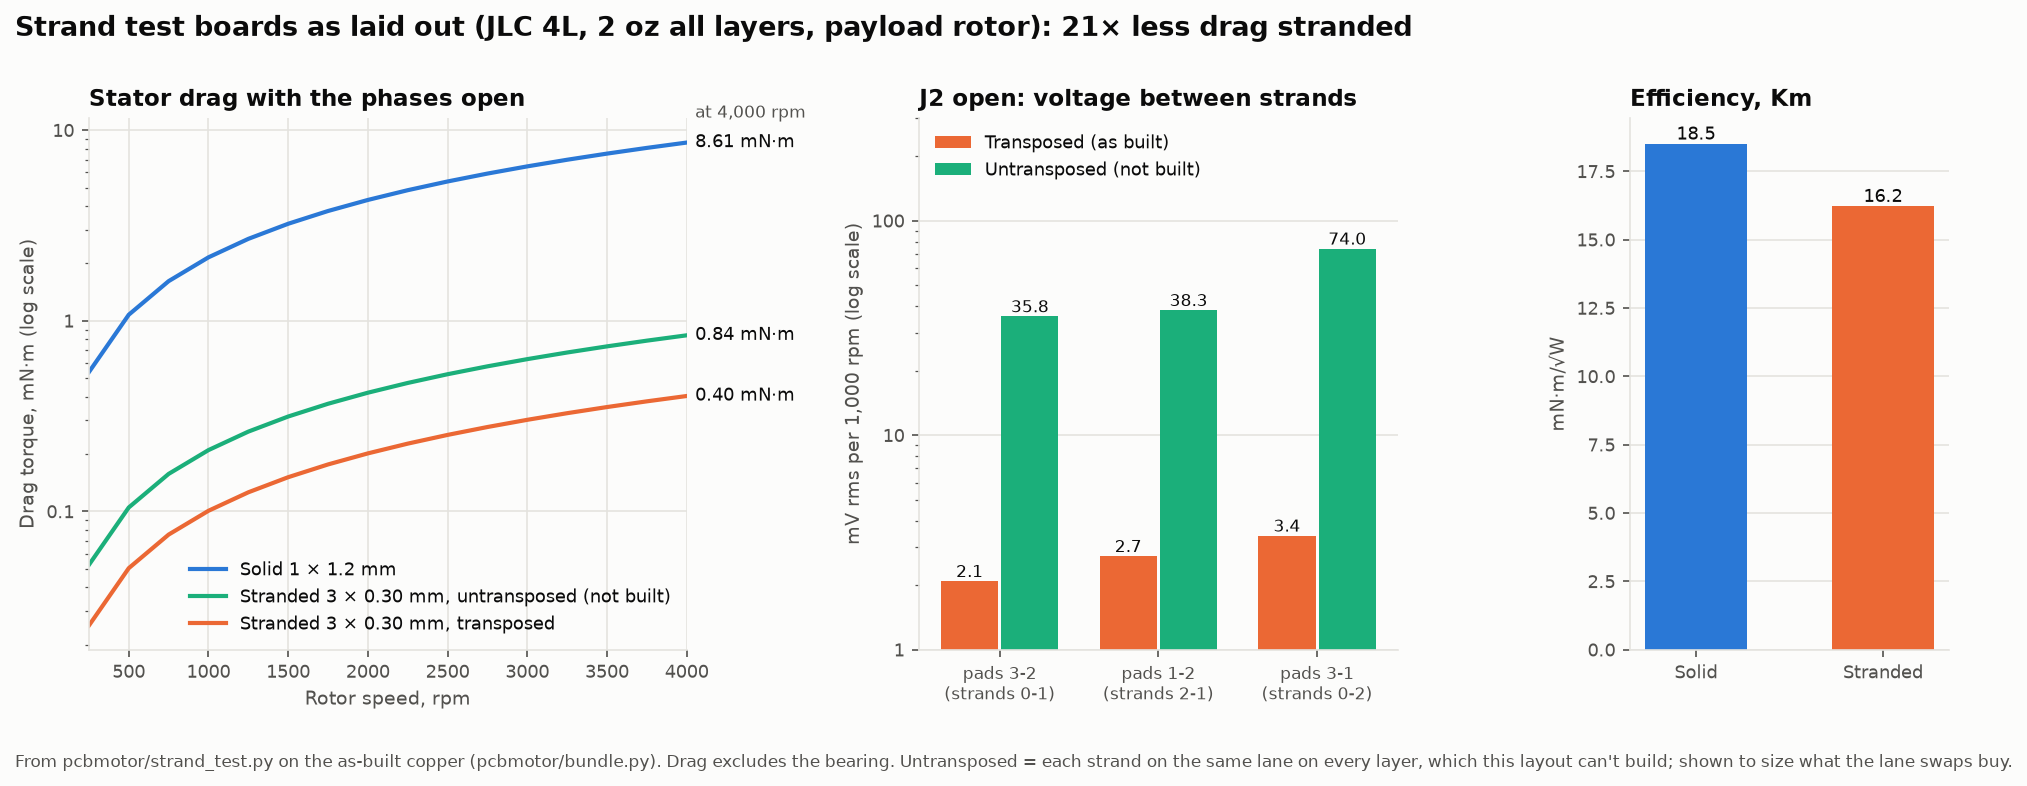 Strand test boards as laid out (JLC 4L, 2 oz all layers, payload rotor): 21× less drag stranded
Stator drag with the phases open
at 4,000 rpm
8.61 mN·m
0.84 mN·m
0.40 mN·m
10
1
0.1
Drag torque, mN·m (log scale)
Solid 1 × 1.2 mm
Stranded 3 × 0.30 mm, untransposed (not built)
Stranded 3 × 0.30 mm, transposed
500 1000 1500 2000 2500 3000 3500 4000
Rotor speed, rpm
J2 open: voltage between strands
Transposed (as built)
Untransposed (not built)
100
10
1
mV rms per 1,000 rpm (log scale)
2.1 35.8 2.7 38.3 3.4 74.0
pads 3-2
(strands 0-1)
pads 1-2
(strands 2-1)
pads 3-1
(strands 0-2)
Efficiency, Km
18.5
16.2
17.5
15.0
12.5
10.0
7.5
5.0
2.5
0.0
mN·m/√W
Solid
Stranded
From pcbmotor/strand_test.py on the as-built copper (pcbmotor/bundle.py). Drag excludes the bearing. Untransposed = each strand on the same lane on every layer, which this layout can't build; shown to size what the lane swaps buy.